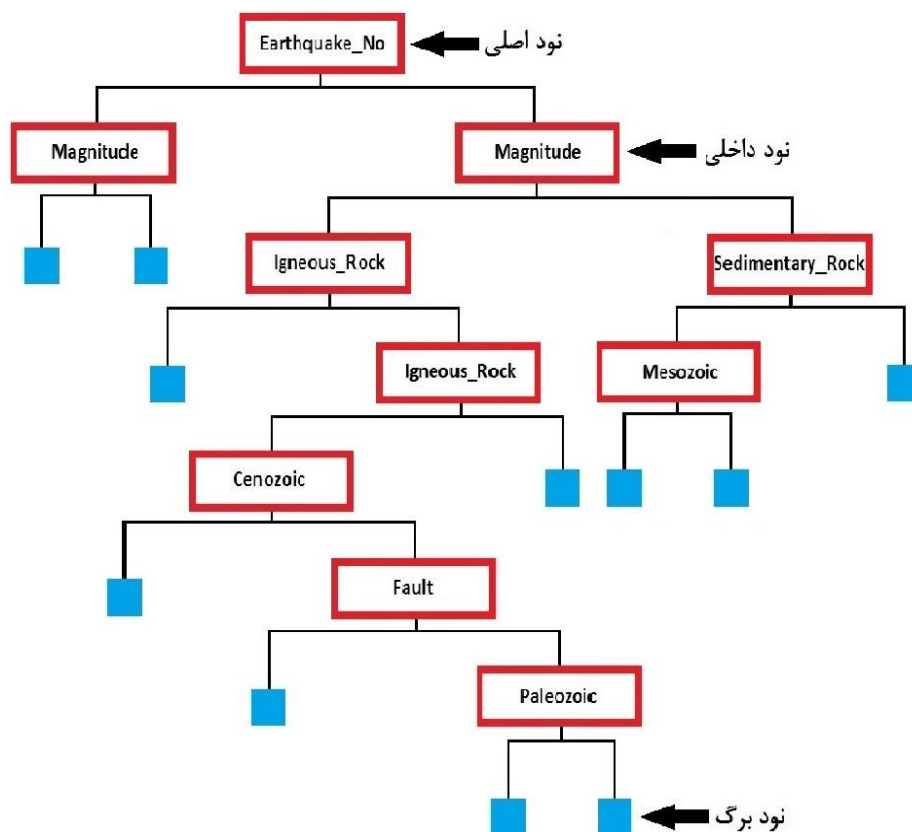 Earthquake_No
نود اصلی
Magnitude
Magnitude
نود داخلی
Igneous_Rock
Sedimentary_Rock
Igneous_Rock
Mesozoic
Cenozoic
Fault
Paleozoic
نود برگ